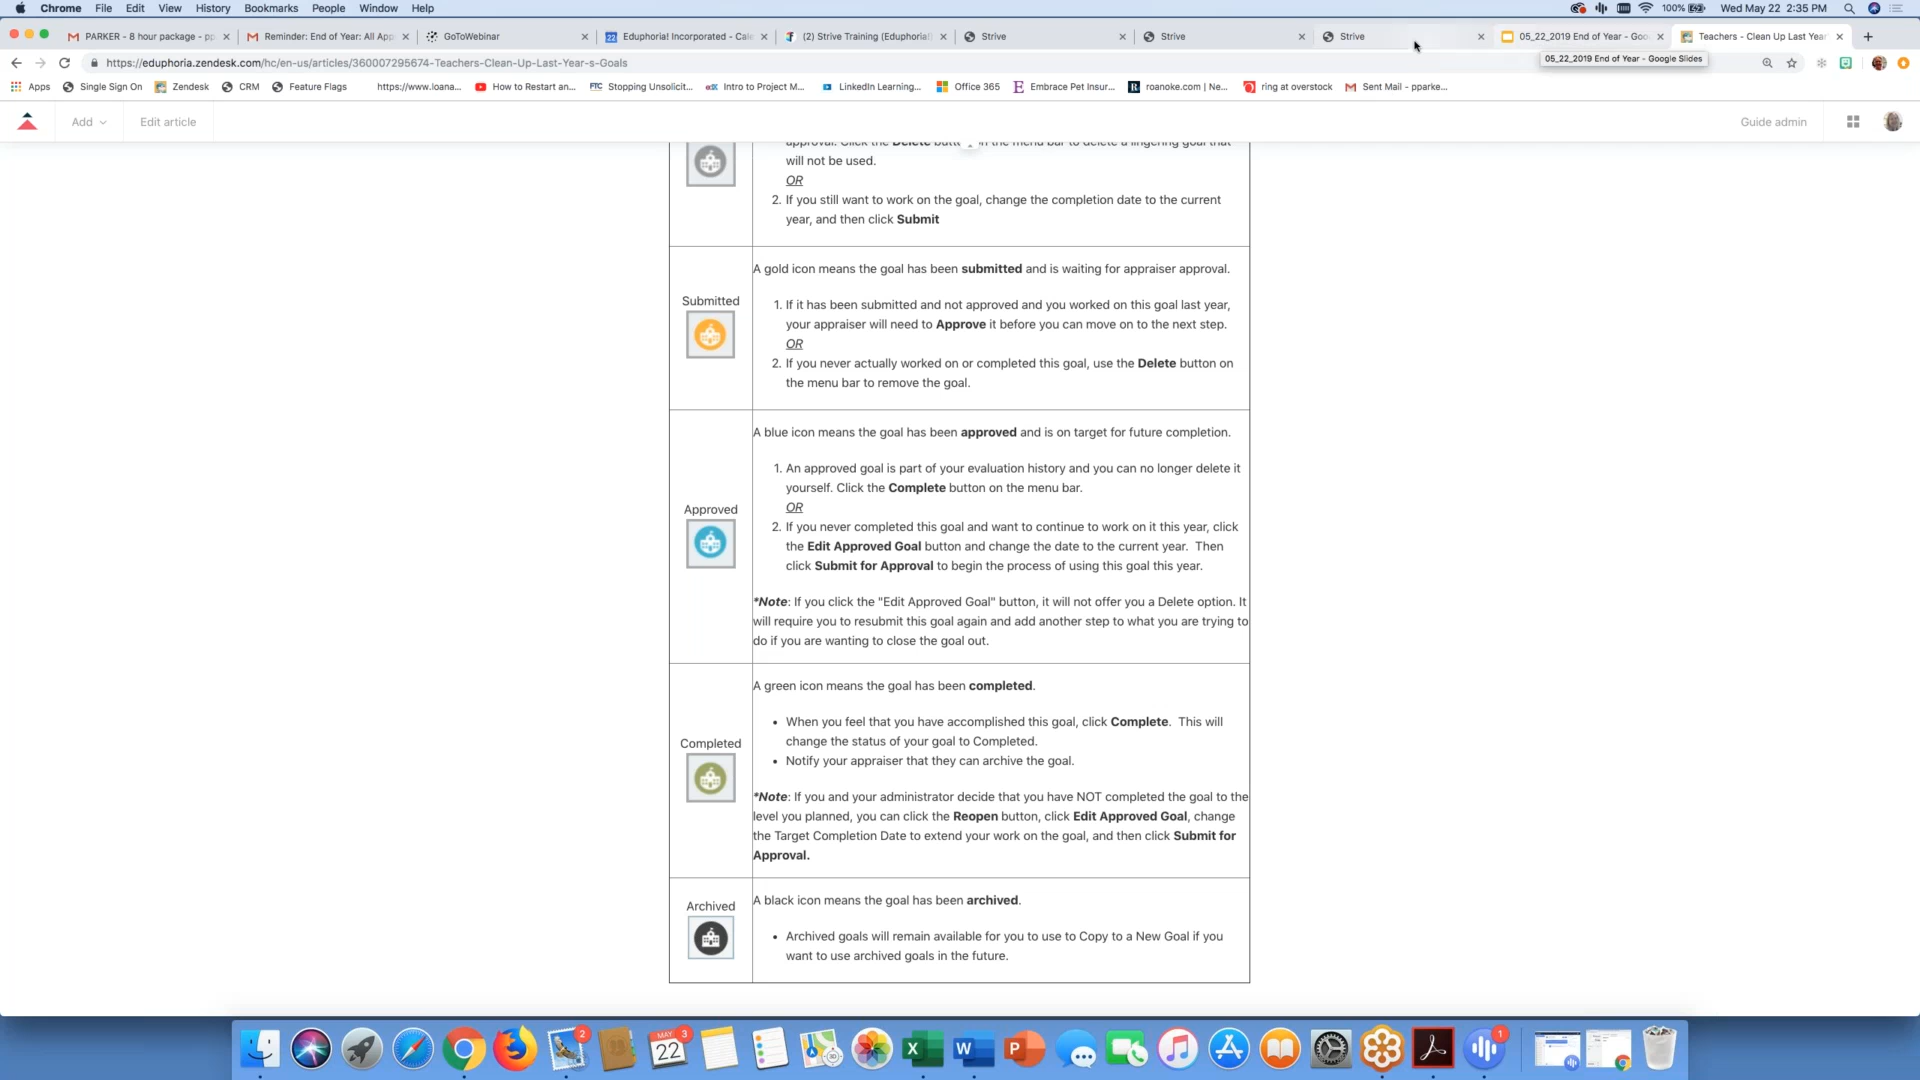 Chrome File Edit View History Bookmarks People Window Help 100% Wed May 22 2:35 PM
PARKER - 8 hour package - pp
Reminder: End of Year: All App
GoToWebinar
Eduphoria! Incorporated - Cale
(2) Strive Training (Eduphoria!
Strive
Strive
Strive
05_22_2019 End of Year - Goo
Teachers - Clean Up Last Year
https://eduphoria.zendesk.com/hc/en-us/articles/360007295674-Teachers-Clean-Up-Last-Year-s-Goals
05_22_2019 End of Year - Google Slides
Apps Single Sign On Zendesk CRM Feature Flags https://www.ioana... How to Restart an... Stopping Unsolicit... Intro to Project M... LinkedIn Learning... Office 365 Embrace Pet Insur... roanoke.com | Ne... ring at overstock Sent Mail - pparke...
Add Edit article Guide admin
approval. Click the Delete in the menu bar to delete a lingering goal that
will not be used.
OR
2. If you still want to work on the goal, change the completion date to the current
year, and then click Submit
Submitted
A gold icon means the goal has been submitted and is waiting for appraiser approval.
1. If it has been submitted and not approved and you worked on this goal last year,
your appraiser will need to Approve it before you can move on to the next step.
OR
2. If you never actually worked on or completed this goal, use the Delete button on
the menu bar to remove the goal.
Approved
A blue icon means the goal has been approved and is on target for future completion.
1. An approved goal is part of your evaluation history and you can no longer delete it
yourself. Click the Complete button on the menu bar.
OR
2. If you never completed this goal and want to continue to work on it this year, click
the Edit Approved Goal button and change the date to the current year. Then
click Submit for Approval to begin the process of using this goal this year.
*Note: If you click the "Edit Approved Goal" button, it will not offer you a Delete option. It
will require you to resubmit this goal again and add another step to what you are trying to
do if you are wanting to close the goal out.
Completed
A green icon means the goal has been completed.
• When you feel that you have accomplished this goal, click Complete. This will
change the status of your goal to Completed.
• Notify your appraiser that they can archive the goal.
*Note: If you and your administrator decide that you have NOT completed the goal to the
level you planned, you can click the Reopen button, click Edit Approved Goal, change
the Target Completion Date to extend your work on the goal, and then click Submit for
Approval.
Archived
A black icon means the goal has been archived.
• Archived goals will remain available for you to use to Copy to a New Goal if you
want to use archived goals in the future.
2
MAY
22
3
1